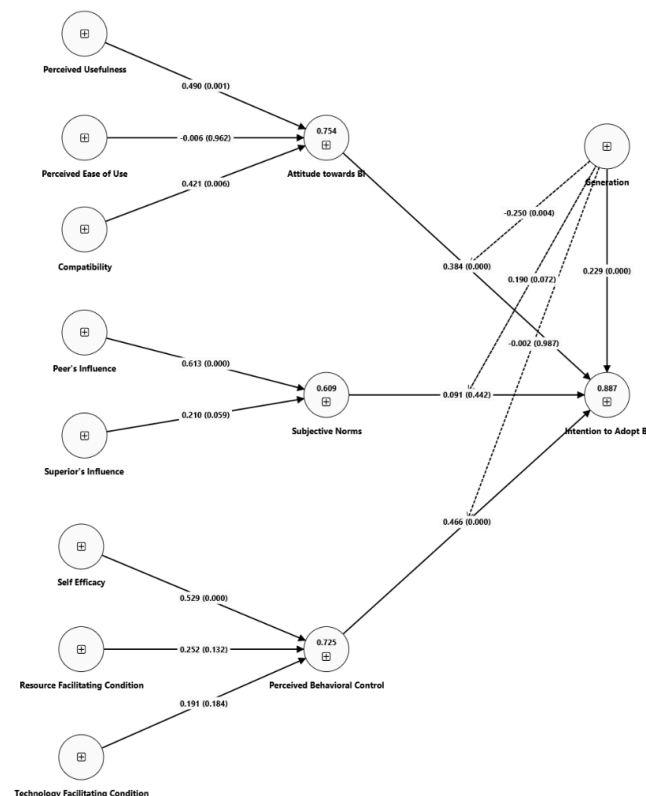 Perceived Usefulness
0.490 (0.001)
Perceived Ease of Use
-0.006 (0.962)
0.754
Attitude towards BI
Compatibility
0.421 (0.006)
Generation
-0.250 (0.004)
0.384 (0.000)
0.190 (0.072)
0.229 (0.000)
-0.002 (0.987)
Peer's Influence
0.613 (0.000)
0.609
Subjective Norms
0.091 (0.442)
0.887
Intention to Adopt B
Superior's Influence
0.210 (0.059)
0.466 (0.000)
Self Efficacy
0.529 (0.000)
Resource Facilitating Condition
0.252 (0.132)
0.725
Perceived Behavioral Control
0.191 (0.184)
Technology Facilitating Condition